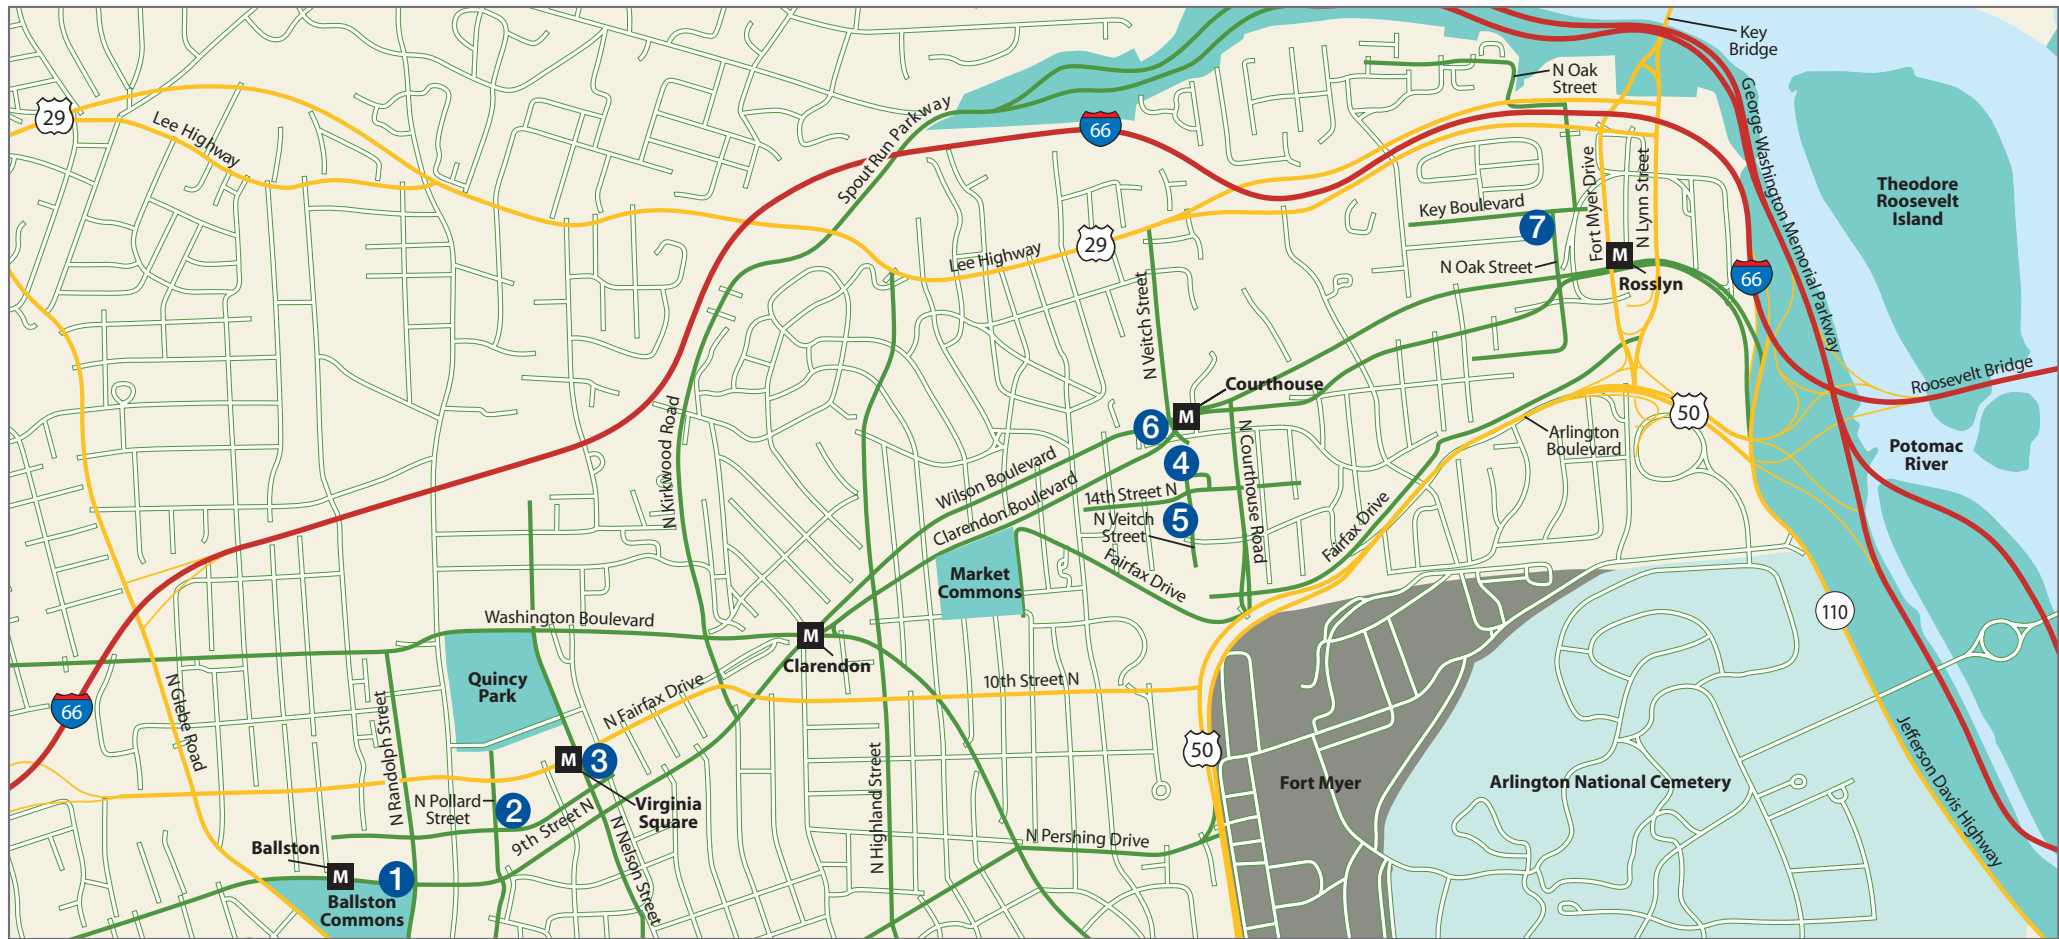 Key
Bridge
N Oak
Street
29
Lee Highway
Spout Run Parkway
66
George Washington Memorial Parkway
Theodore
Roosevelt
Island
Fort Myer Drive
N Lynn Street
Key Boulevard
7
29
Lee Highway
M
N Oak Street
Rosslyn
66
N Veitch Street
Roosevelt Bridge
Courthouse
M
50
6
N Kirkwood Road
N Courthouse Road
Arlington
Boulevard
Potomac
River
4
Wilson Boulevard
Clarendon Boulevard
14th Street N
N Veitch
Street
5
Fairfax Drive
Fairfax Drive
Market
Commons
110
Washington Boulevard
M
Clarendon
Quincy
Park
10th Street N
N Fairfax Drive
N Glebe Road
66
N Randolph Street
50
M
3
N Highland Street
Jefferson Davis Highway
Fort Myer
Arlington National Cemetery
N Pollard
Street
2
Virginia
Square
9th Street N
N Nelson Street
N Pershing Drive
Ballston
M
1
Ballston
Commons